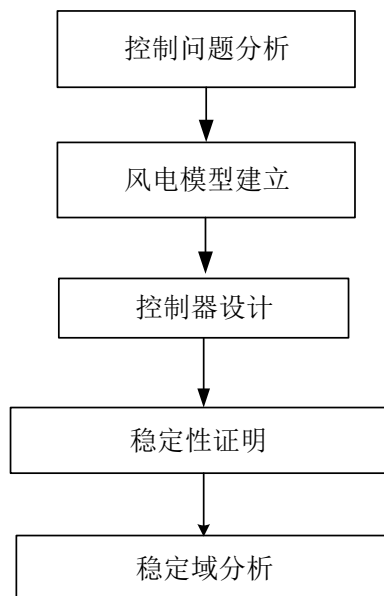 控制问题分析
风电模型建立
控制器设计
稳定性证明
稳定域分析